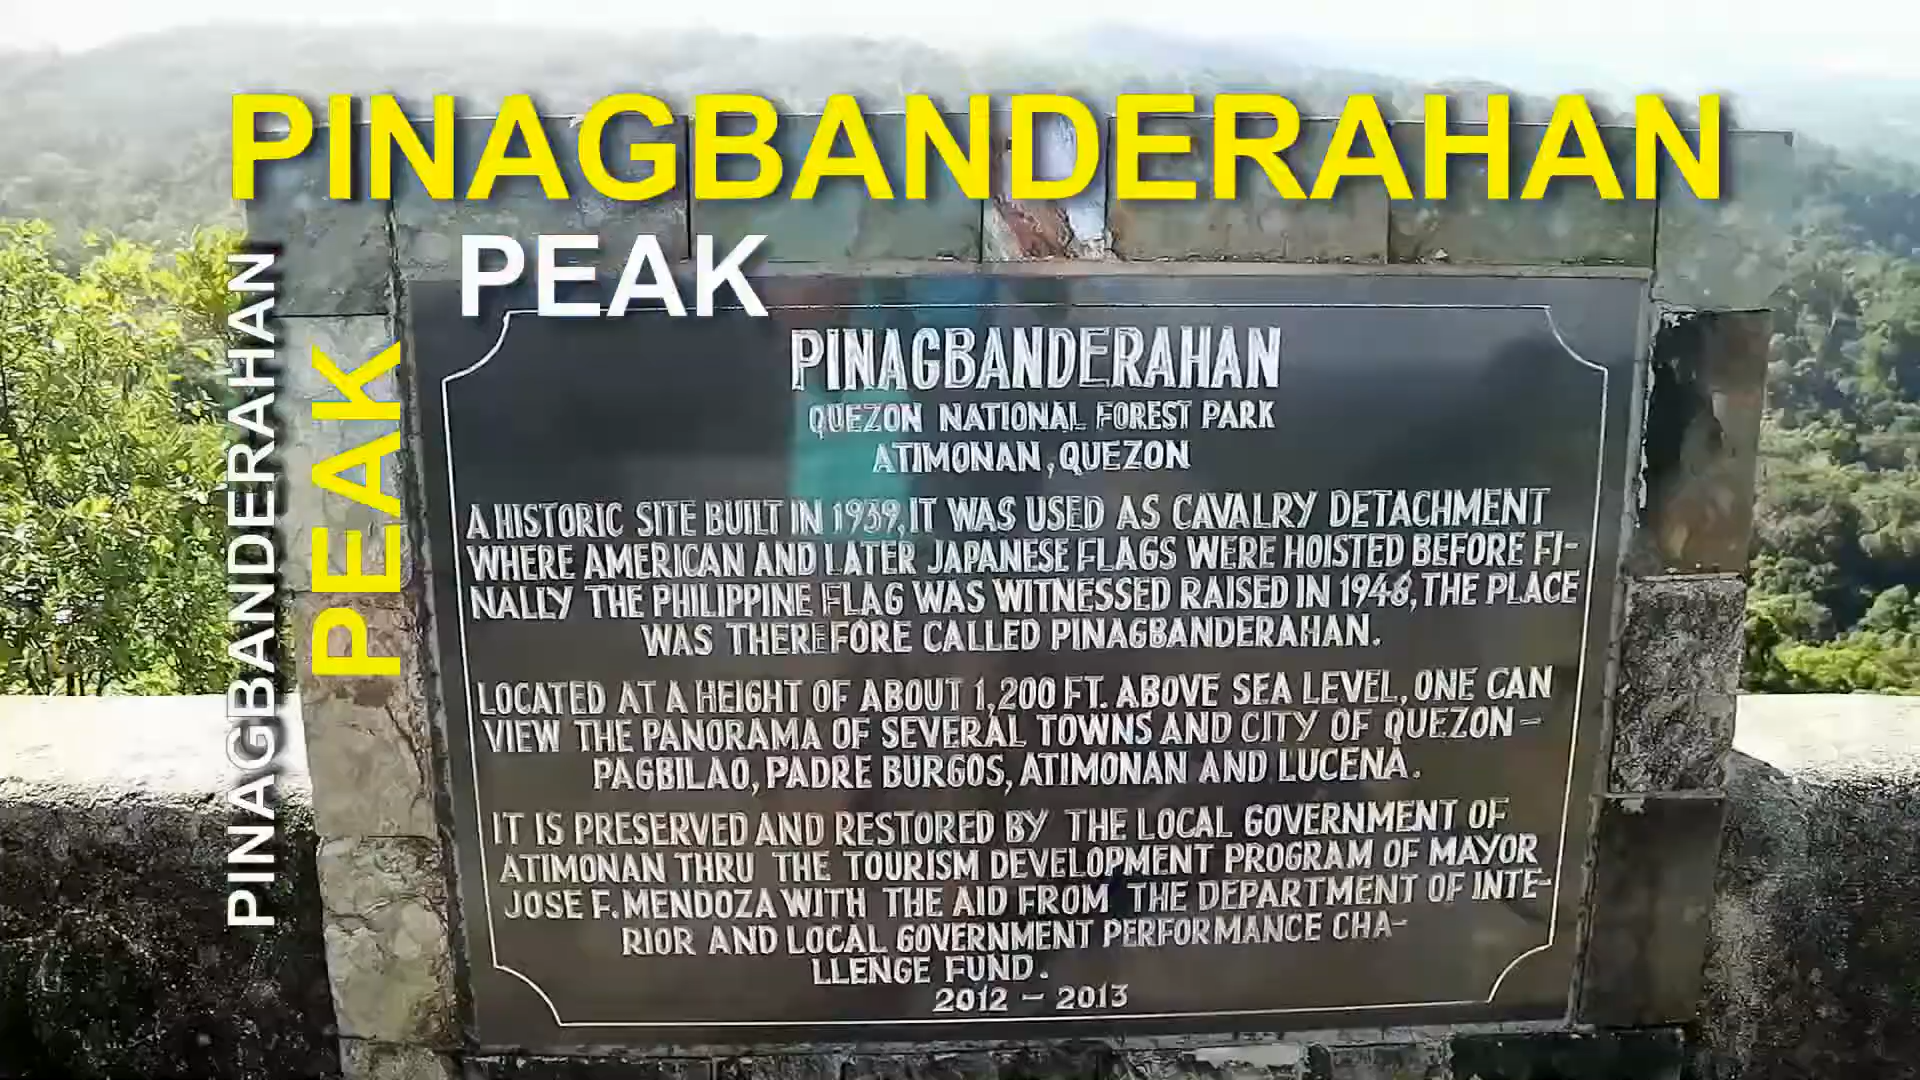 PINAGBANDERAHAN
PEAK
PINAGBANDERAHAN
PEAK
PINAGBANDERAHAN
QUEZON NATIONAL FOREST PARK
ATIMONAN, QUEZON
A HISTORIC SITE BUILT IN 1939, IT WAS USED AS CAVALRY DETACHMENT
WHERE AMERICAN AND LATER JAPANESE FLAGS WERE HOISTED BEFORE FI-
NALLY THE PHILIPPINE FLAG WAS WITNESSED RAISED IN 1946, THE PLACE
WAS THEREFORE CALLED PINAGBANDERAHAN.
LOCATED AT A HEIGHT OF ABOUT 1,200 FT. ABOVE SEA LEVEL, ONE CAN
VIEW THE PANORAMA OF SEVERAL TOWNS AND CITY OF QUEZON –
PAGBILAO, PADRE BURGOS, ATIMONAN AND LUCENA.
IT IS PRESERVED AND RESTORED BY THE LOCAL GOVERNMENT OF
ATIMONAN THRU THE TOURISM DEVELOPMENT PROGRAM OF MAYOR
JOSE F. MENDOZA WITH THE AID FROM THE DEPARTMENT OF INTE-
RIOR AND LOCAL GOVERNMENT PERFORMANCE CHA-
LLENGE FUND.
2012 – 2013